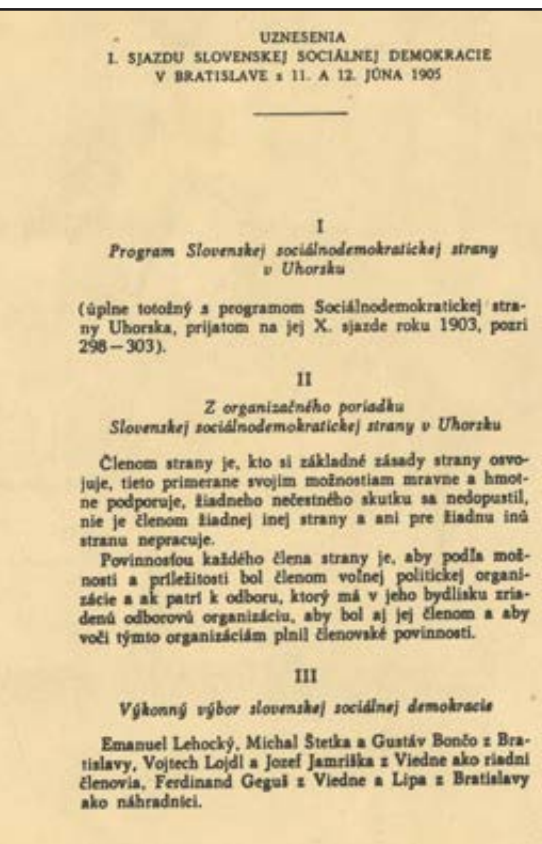 UZNESENIA
I. SJAZDU SLOVENSKEJ SOCIÁLNEJ DEMOKRACIE
V BRATISLAVE z 11. A 12. JÚNA 1905
I
Program Slovenskej sociálnodemokratickej strany
v Uhorsku
(úplne totožný s programom Sociálnodemokratickej stra-
ny Uhorska, prijatom na jej X. sjazde roku 1903, pozri
298—303).
II
Z organizačného poriadku
Slovenskej sociálnodemokratickej strany v Uhorsku
Členom strany je, kto si základné zásady strany osvo-
juje, tieto primerane svojim možnostiam mravne a hmot-
ne podporuje, žiadneho nečestného skutku sa nedopustil,
nie je členom žiadnej inej strany a ani pre žiadnu inú
stranu nepracuje.
Povinnosťou každého člena strany je, aby podľa mož-
nosti a príležitosti bol členom voľnej politickej organi-
zácie a ak patrí k odboru, ktorý má v jeho bydlisku zria-
denú odborovú organizáciu, aby bol aj jej členom a aby
voči týmto organizáciám plnil členovské povinnosti.
III
Výkonný výbor slovenskej sociálnej demokracie
Emanuel Lehocký, Michal Štetka a Gustáv Bončo z Bra-
tislavy, Vojtech Lojdl a Jozef Jamriška z Viedne ako riadni
členovia, Ferdinand Geguš z Viedne a Lipa z Bratislavy
ako náhradníci.